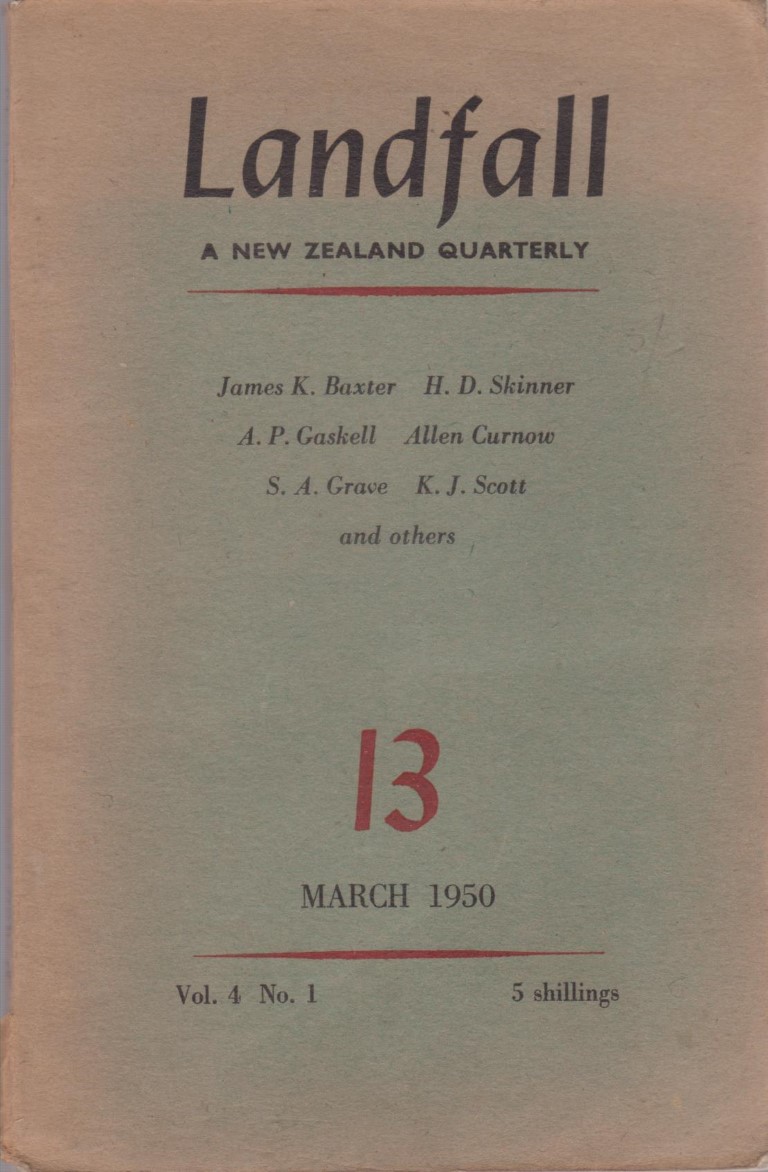 Landfall
A NEW ZEALAND QUARTERLY
James K. Baxter H. D. Skinner
A. P. Gaskell Allen Curnow
S. A. Grave K. J. Scott
and others
13
MARCH 1950
Vol. 4 No. 1 5 shillings